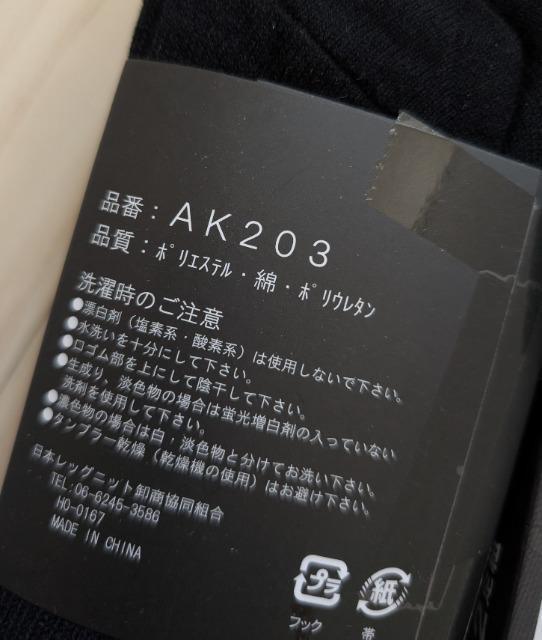 品番：AK203
品質：ﾎﾟﾘｴｽﾃﾙ・綿・ﾎﾟﾘｳﾚﾀﾝ
洗濯時のご注意
●漂白剤（塩素系・酸素系）は使用しないで下さい。
●水洗いを十分にして下さい。
●口ゴム部を上にして陰干して下さい。
●生成り，淡色物の場合は蛍光増白剤の入っていない
洗剤を使用して下さい。
●濃色物の場合は白，淡色物と分けてお洗い下さい。
●タンブラー乾燥（乾燥機の使用）はお避け下さい。
日本レッグニット卸商協同組合
TEL:06-6245-3586
HO-0167
MADE IN CHINA
プラ
フック
紙
帯